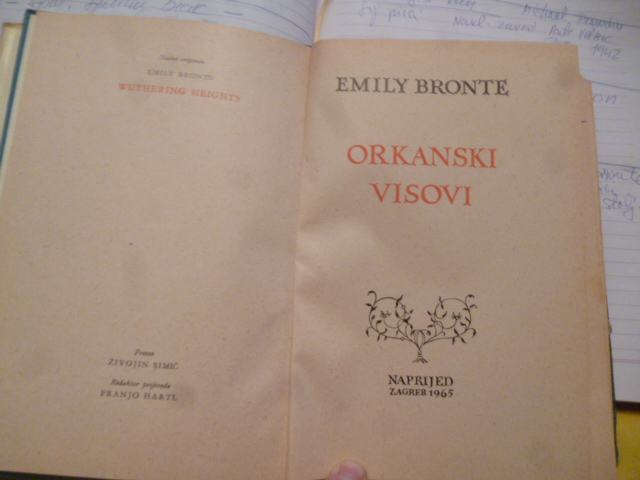 Naslov originala
EMILY BRONTE:
WUTHERING HEIGHTS
Preveo
ŽIVOJIN SIMIĆ
Redaktor prijevoda
FRANJO HARTL
EMILY BRONTE
ORKANSKI
VISOVI
NAPRIJED
ZAGREB 1965